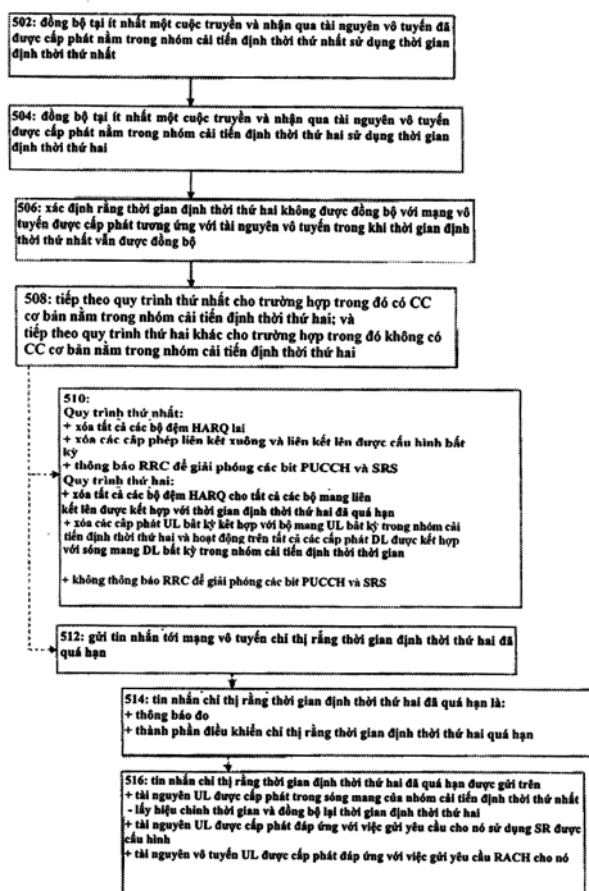 502: đồng bộ tại ít nhất một cuộc truyền và nhận qua tài nguyên vô tuyến đã
được cấp phát nằm trong nhóm cải tiến định thời thứ nhất sử dụng thời gian
định thời thứ nhất
504: đồng bộ tại ít nhất một cuộc truyền và nhận qua tài nguyên vô tuyến
được cấp phát nằm trong nhóm cải tiến định thời thứ hai sử dụng thời gian
định thời thứ hai
506: xác định rằng thời gian định thời thứ hai không được đồng bộ với mạng vô
tuyến được cấp phát tương ứng với tài nguyên vô tuyến trong khi thời gian định
thời thứ nhất vẫn được đồng bộ
508: tiếp theo quy trình thứ nhất cho trường hợp trong đó có CC
cơ bản nằm trong nhóm cải tiến định thời thứ hai; và
tiếp theo quy trình thứ hai khác cho trường hợp trong đó không có
CC cơ bản nằm trong nhóm cải tiến định thời thứ hai
510:
Quy trình thứ nhất:
+ xóa tất cả các bộ đệm HARQ lai
+ xóa các cấp phép liên kết xuống và liên kết lên được cấu hình bất
kỳ
+ thông báo RRC để giải phóng các bit PUCCH và SRS
Quy trình thứ hai:
+ xóa tất cả các bộ đệm HARQ cho tất cả các bộ mang liên
kết lên được kết hợp với thời gian định thời thứ hai đã quá hạn
+ xóa các cấp phát UL bất kỳ kết hợp với bộ mang UL bất kỳ trong nhóm cải
tiến định thời thứ hai và hoạt động trên tất cả các cấp phát DL được kết hợp
với sóng mang DL bất kỳ trong nhóm cải tiến định thời thời gian
+ không thông báo RRC để giải phóng các bit PUCCH và SRS
512: gửi tin nhắn tới mạng vô tuyến chỉ thị rằng thời gian định thời thứ hai đã
quá hạn
514: tin nhắn chỉ thị rằng thời gian định thời thứ hai đã quá hạn là:
+ thông báo đo
+ thành phần điều khiển chỉ thị rằng thời gian định thời thứ hai quá hạn
516: tin nhắn chỉ thị rằng thời gian định thời thứ hai đã quá hạn được gửi trên
+ tài nguyên UL được cấp phát trong sóng mang của nhóm cải tiến định thời thứ nhất
- lấy hiệu chỉnh thời gian và đồng bộ lại thời gian định thời thứ hai
+ tài nguyên UL được cấp phát đáp ứng với việc gửi yêu cầu cho nó sử dụng SR được
cấu hình
+ tài nguyên vô tuyến UL được cấp phát đáp ứng với việc gửi yêu cầu RACH cho nó